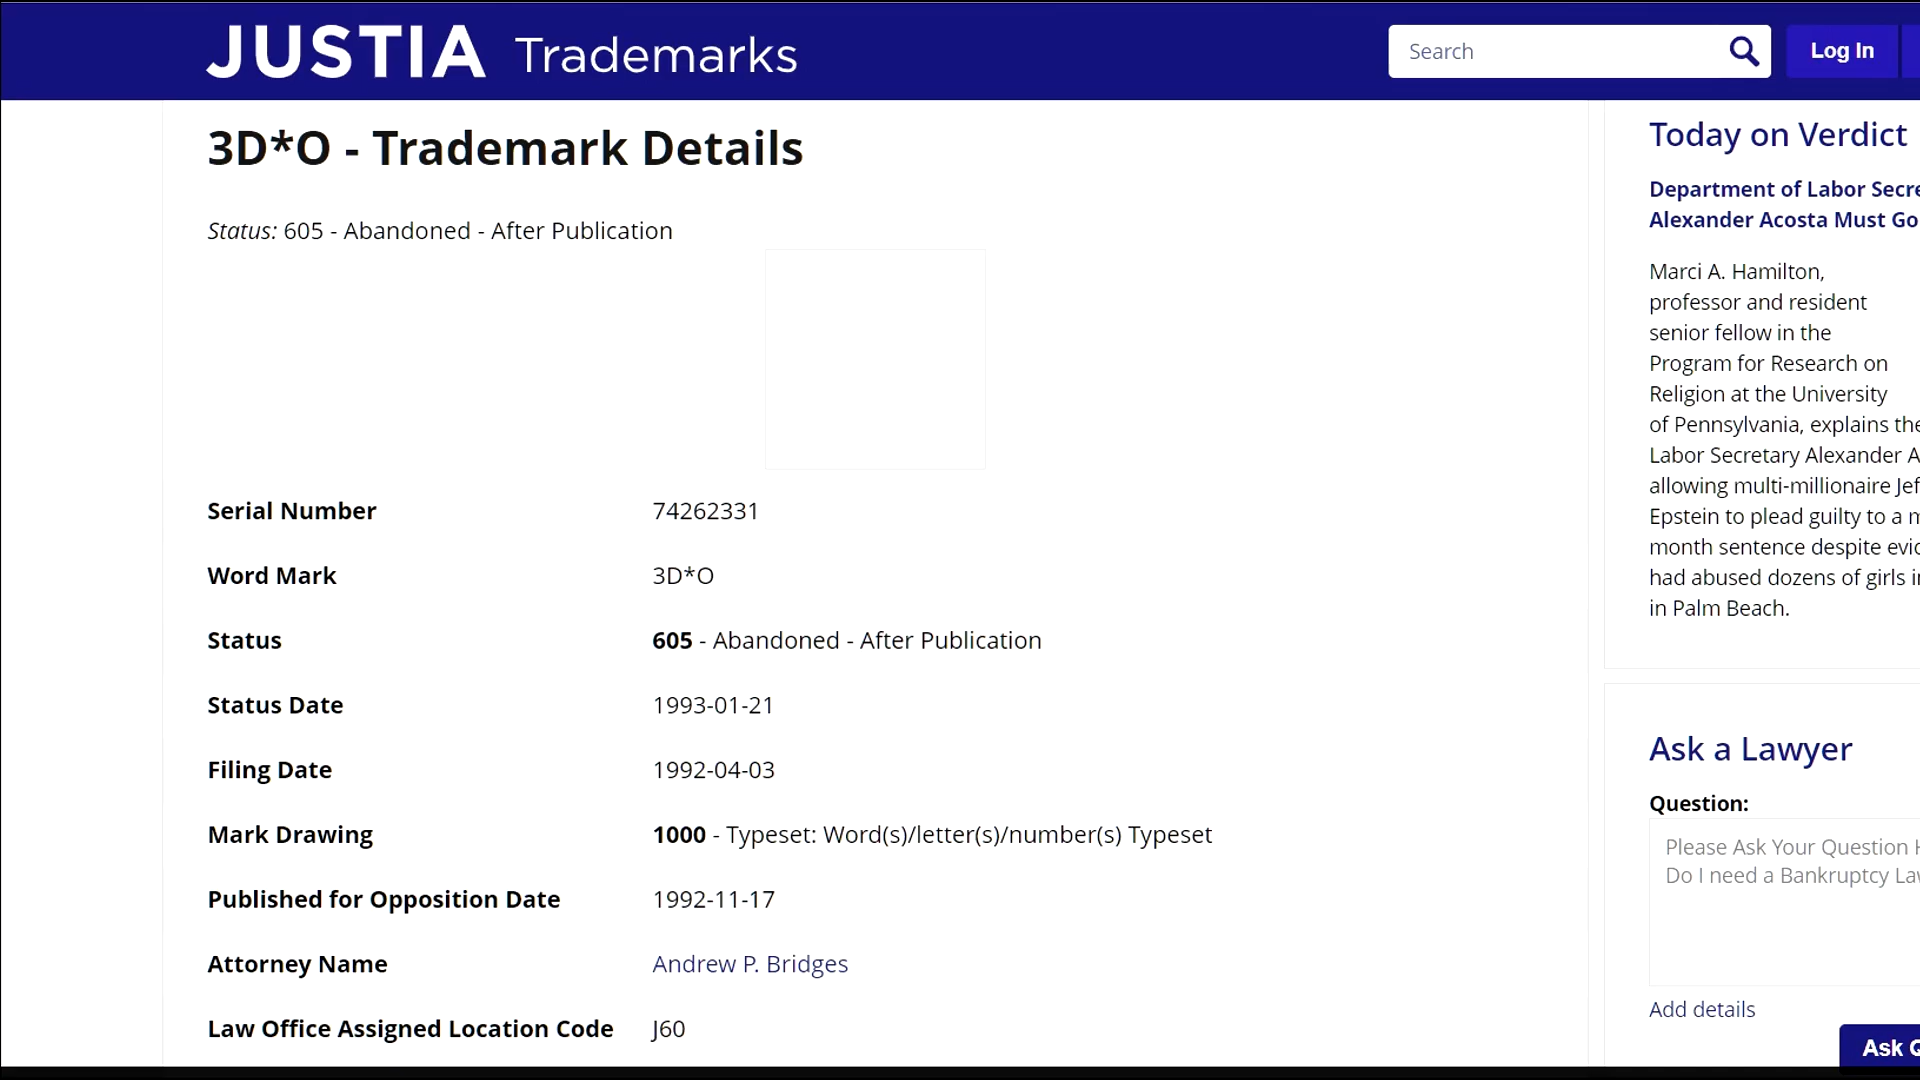 JUSTIA Trademarks
Search
Log In
3D*O - Trademark Details
Status: 605 - Abandoned - After Publication
Serial Number 74262331
Word Mark 3D*O
Status 605 - Abandoned - After Publication
Status Date 1993-01-21
Filing Date 1992-04-03
Mark Drawing 1000 - Typeset: Word(s)/letter(s)/number(s) Typeset
Published for Opposition Date 1992-11-17
Attorney Name Andrew P. Bridges
Law Office Assigned Location Code J60
Today on Verdict
Department of Labor
Alexander Acosta Must Go
Marci A. Hamilton,
professor and resident
senior fellow in the
Program for Research on
Religion at the University
of Pennsylvania, explains
Labor Secretary Alexander
allowing multi-millionaire
Epstein to plead guilty to a
month sentence despite
had abused dozens of girls
in Palm Beach.
Ask a Lawyer
Question:
Please Ask Your Question
Do I need a Bankruptcy
Add details
Ask